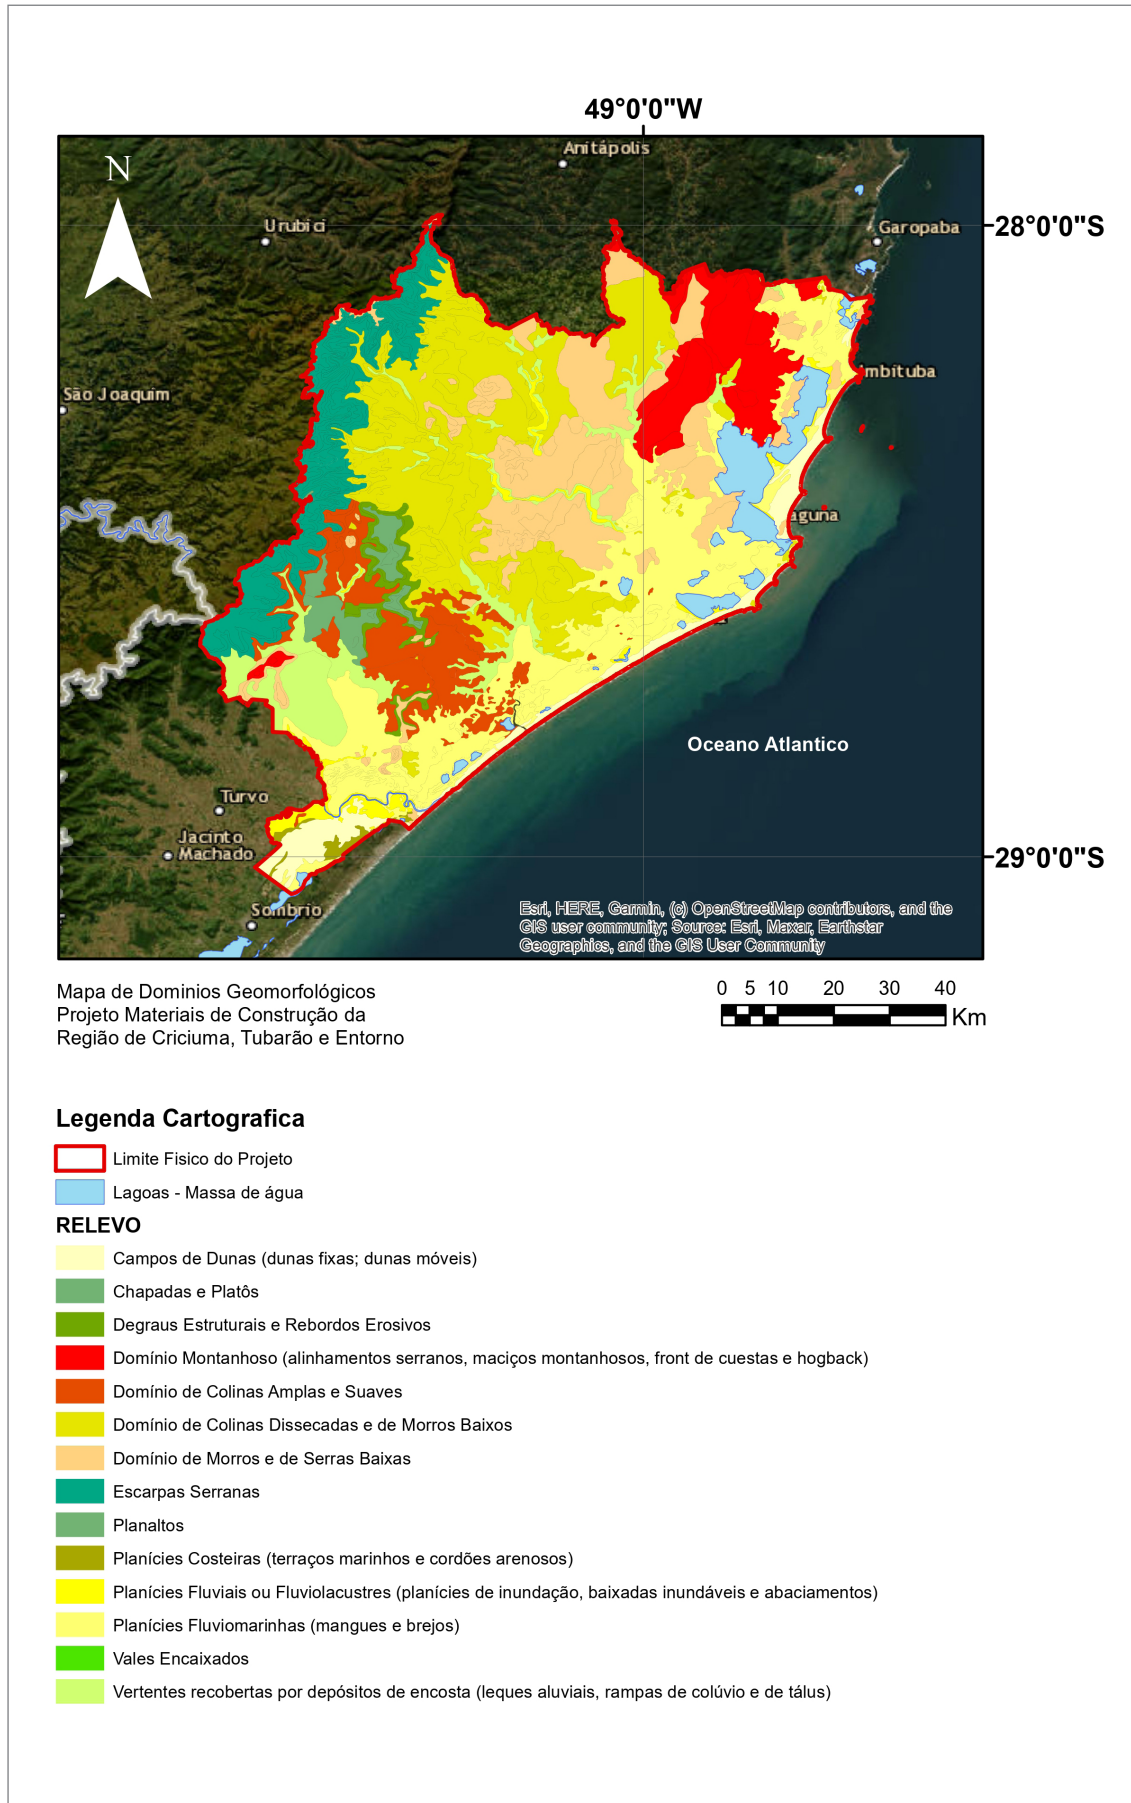 49°0'0"W
N
Anitápolis
Urubici
Garopaba
28°0'0"S
São Joaquim
mbituba
aguna
Oceano Atlantico
Turvo
Jacinto
Machado
29°0'0"S
Sombrio
Esri, HERE, Garmin, (c) OpenStreetMap contributors, and the
GIS user community; Source: Esri, Maxar, Earthstar
Geographics, and the GIS User Community
Mapa de Dominios Geomorfológicos
Projeto Materiais de Construção da
Região de Criciuma, Tubarão e Entorno
0 5 10 20 30 40
Km
Legenda Cartografica
Limite Fisico do Projeto
Lagoas - Massa de água
RELEVO
Campos de Dunas (dunas fixas; dunas móveis)
Chapadas e Platôs
Degraus Estruturais e Rebordos Erosivos
Domínio Montanhoso (alinhamentos serranos, maciços montanhosos, front de cuestas e hogback)
Domínio de Colinas Amplas e Suaves
Domínio de Colinas Dissecadas e de Morros Baixos
Domínio de Morros e de Serras Baixas
Escarpas Serranas
Planaltos
Planícies Costeiras (terraços marinhos e cordões arenosos)
Planícies Fluviais ou Fluviolacustres (planícies de inundação, baixadas inundáveis e abaciamentos)
Planícies Fluviomarinhas (mangues e brejos)
Vales Encaixados
Vertentes recobertas por depósitos de encosta (leques aluviais, rampas de colúvio e de tálus)